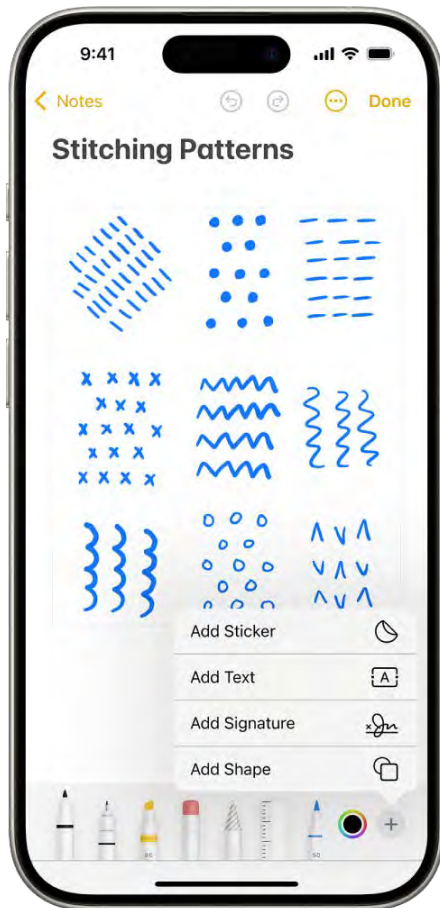 9:41
Notes
Done
Stitching Patterns
Add Sticker
Add Text
A
Add Signature
Add Shape